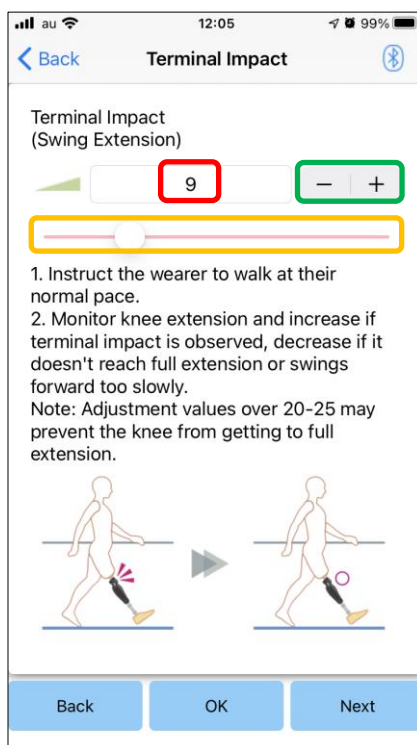 au 12:05 99%
Back Terminal Impact
Terminal Impact
(Swing Extension)
9 − +
1. Instruct the wearer to walk at their
normal pace.
2. Monitor knee extension and increase if
terminal impact is observed, decrease if it
doesn't reach full extension or swings
forward too slowly.
Note: Adjustment values over 20-25 may
prevent the knee from getting to full
extension.
Back OK Next